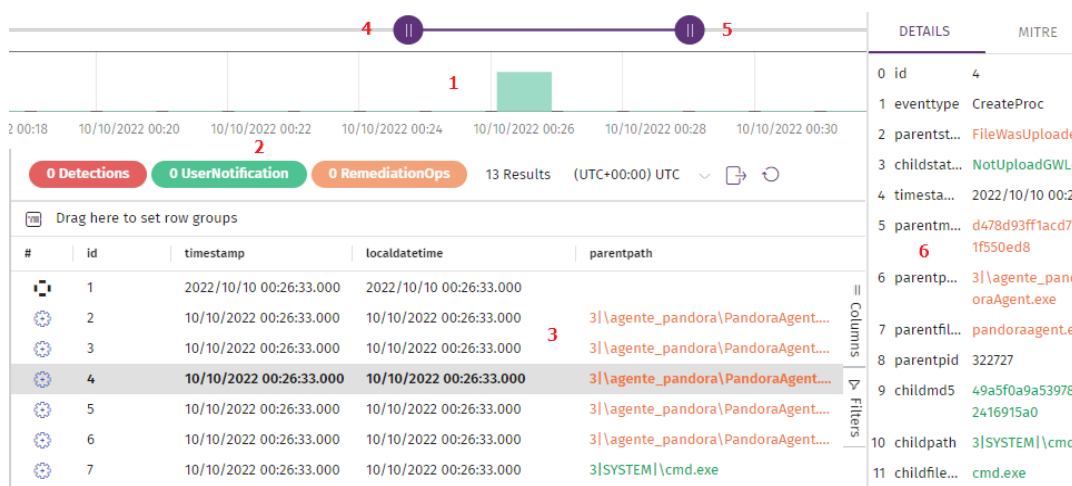 4
5
DETAILS MITRE
1
2 00:18 10/10/2022 00:20 10/10/2022 00:22 10/10/2022 00:24 10/10/2022 00:26 10/10/2022 00:28 10/10/2022 00:30
2
0 Detections 0 UserNotification 0 RemediationOps 13 Results (UTC+00:00) UTC
Drag here to set row groups
# id timestamp localdatetime parentpath
1 2022/10/10 00:26:33.000 2022/10/10 00:26:33.000
2 10/10/2022 00:26:33.000 10/10/2022 00:26:33.000 3|\agente_pandora\PandoraAgent....
3 10/10/2022 00:26:33.000 10/10/2022 00:26:33.000 3|\agente_pandora\PandoraAgent....
3
4 10/10/2022 00:26:33.000 10/10/2022 00:26:33.000 3|\agente_pandora\PandoraAgent....
5 10/10/2022 00:26:33.000 10/10/2022 00:26:33.000 3|\agente_pandora\PandoraAgent....
6 10/10/2022 00:26:33.000 10/10/2022 00:26:33.000 3|\agente_pandora\PandoraAgent....
7 10/10/2022 00:26:33.000 10/10/2022 00:26:33.000 3|SYSTEM|\cmd.exe
Columns
Filters
0 id 4
1 eventtype CreateProc
2 parentst... FileWasUploade
3 childstat... NotUploadGWL
4 timesta... 2022/10/10 00:2
5 parentm... d478d93ff1acd7
1f550ed8
6
6 parentp... 3|\agente_pand
oraAgent.exe
7 parentfil... pandoraagent.e
8 parentpid 322727
9 childmd5 49a5f0a9a53978
2416915a0
10 childpath 3|SYSTEM|\cmd
11 childfile... cmd.exe